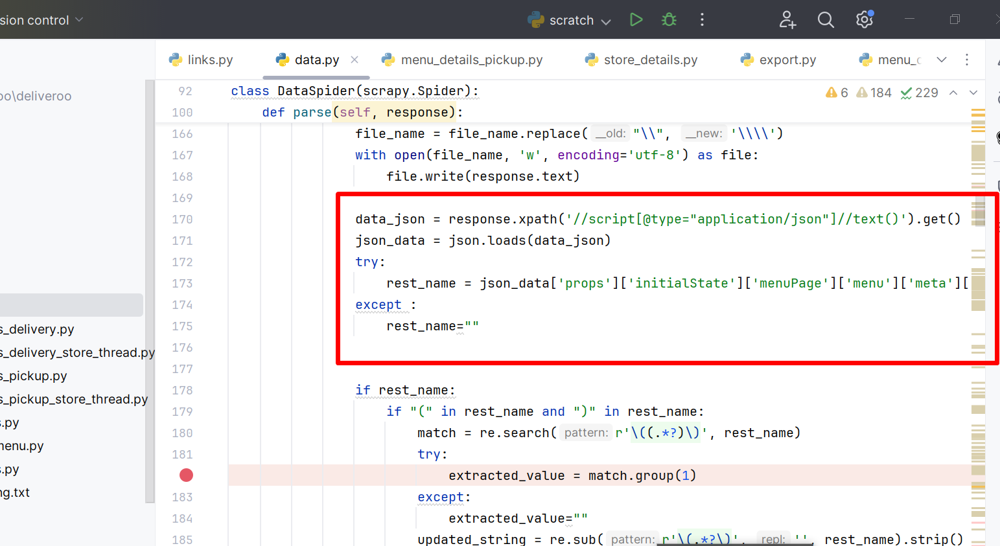 sion control
scratch
links.py
data.py
menu_details_pickup.py
store_details.py
export.py
menu_c
oo\deliveroo
92 class DataSpider(scrapy.Spider):
6 184 229
100 def parse(self, response):
166 file_name = file_name.replace( __old: "\\", __new: '\\\\')
167 with open(file_name, 'w', encoding='utf-8') as file:
168 file.write(response.text)
169
170 data_json = response.xpath('//script[@type="application/json"]//text()').get()
171 json_data = json.loads(data_json)
172 try:
173 rest_name = json_data['props']['initialState']['menuPage']['menu']['meta'][
174 except :
175 rest_name=""
176
177
178 if rest_name:
179 if "(" in rest_name and ")" in rest_name:
180 match = re.search( pattern: r'\((.*?)\)', rest_name)
181 try:
extracted_value = match.group(1)
183 except:
184 extracted_value=""
185 updated_string = re.sub( pattern: r'\(.*?\)', repl: '', rest_name).strip()
s_delivery.py
s_delivery_store_thread.py
s_pickup.py
s_pickup_store_thread.py
s.py
menu.py
s.py
ng.txt